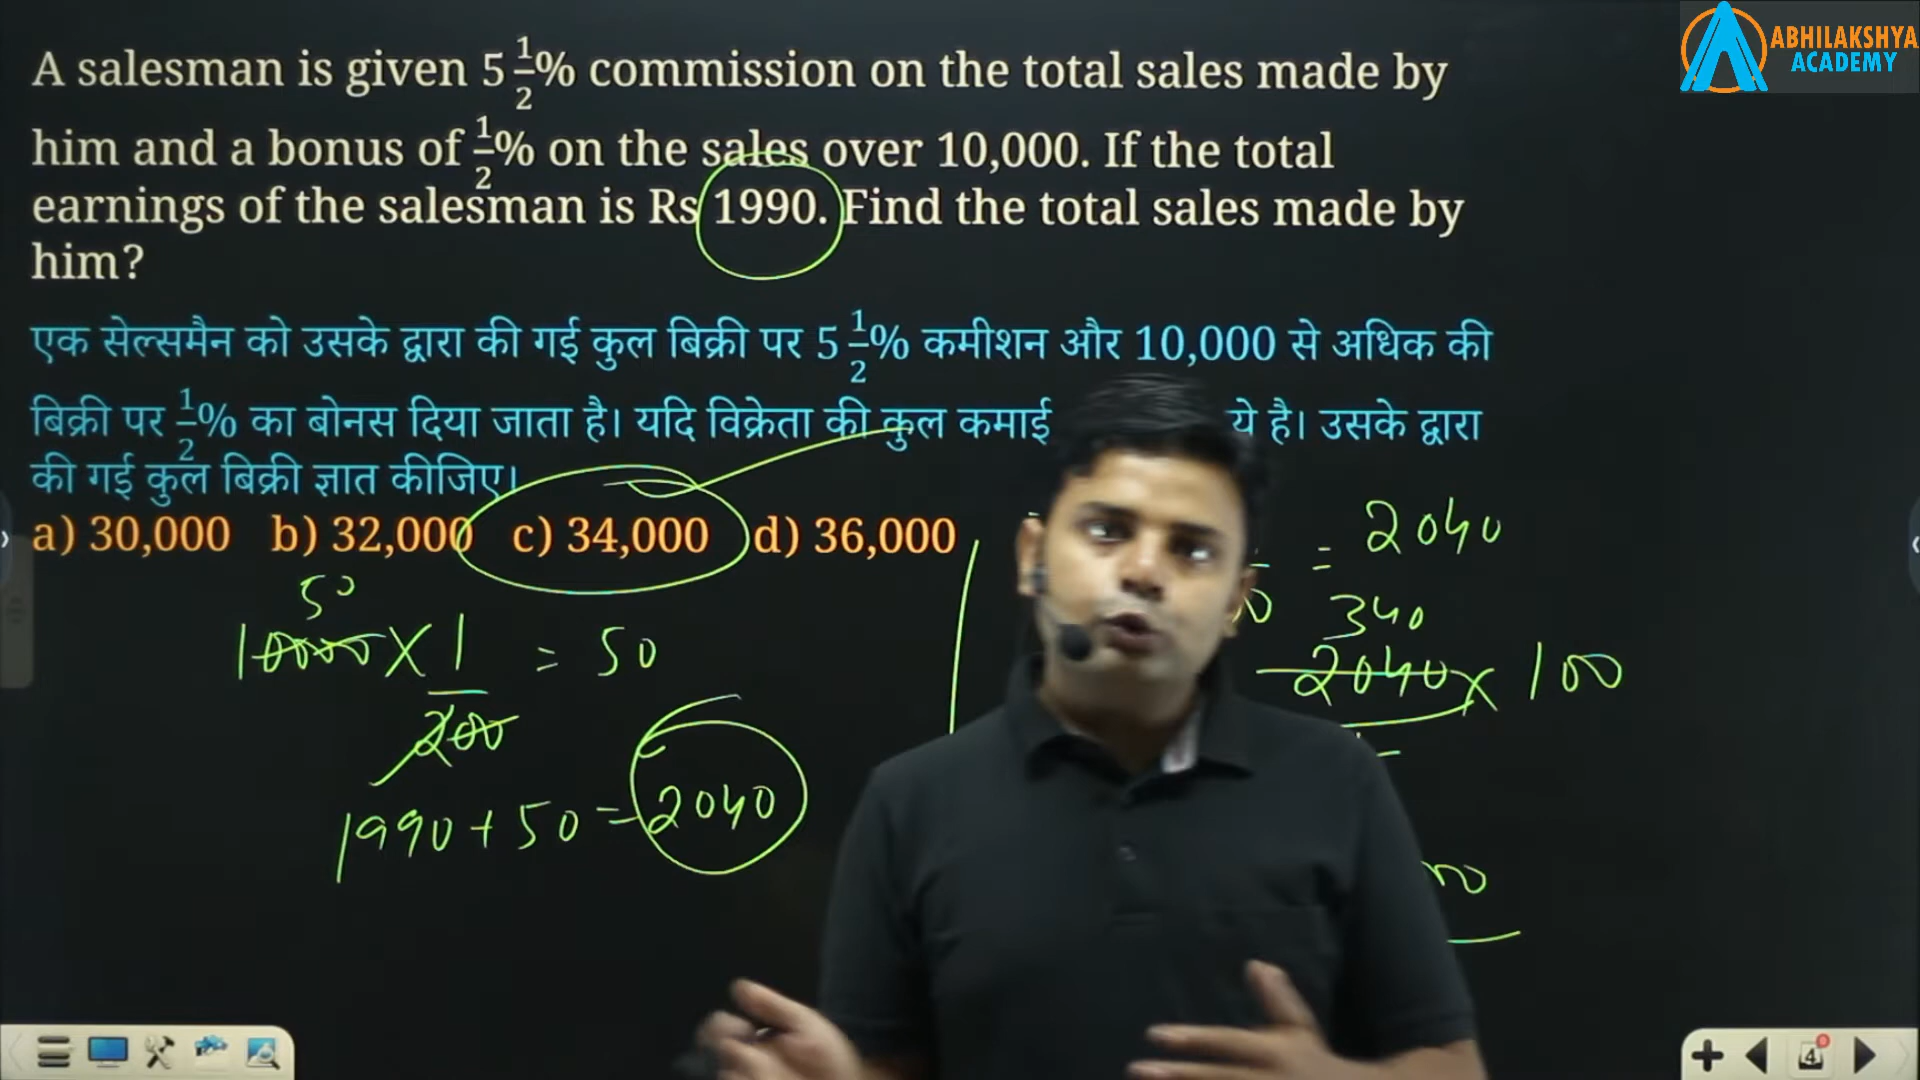 A salesman is given 5 1/2% commission on the total sales made by
him and a bonus of 1/2% on the sales over 10,000. If the total
earnings of the salesman is Rs 1990. Find the total sales made by
him?
एक सेल्समैन को उसके द्वारा की गई कुल बिक्री पर 5 1/2% कमीशन और 10,000 से अधिक की
बिक्री पर 1/2% का बोनस दिया जाता है। यदि विक्रेता की कुल कमाई ये है। उसके द्वारा
की गई कुल बिक्री ज्ञात कीजिए।
a) 30,000 b) 32,000 c) 34,000 d) 36,000
50
10000 X 1 = 50
200
1990 + 50 = 2040
= 2040
340
2040 x 100
ABHILAKSHYA
ACADEMY
4